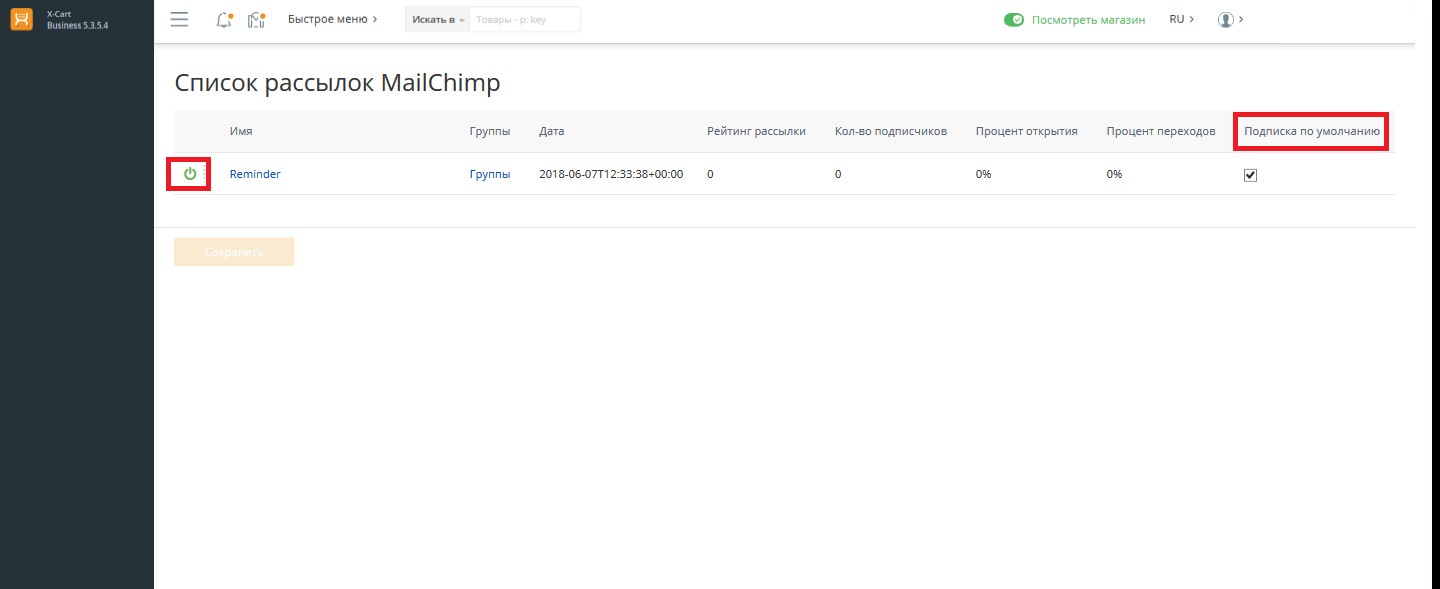 X-Cart
Business 5.3.5.4
Быстрое меню
Искать в
Товары - p: key
Посмотреть магазин
RU
Список рассылок MailChimp
Имя Группы Дата Рейтинг рассылки Кол-во подписчиков Процент открытия Процент переходов Подписка по умолчанию
Reminder Группы 2018-06-07T12:33:38+00:00 0 0 0% 0%
Сохранить